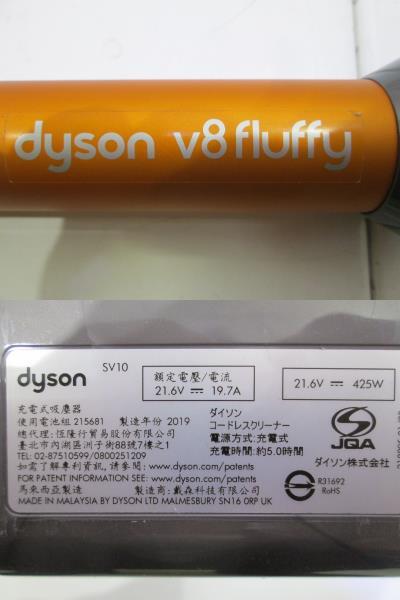 dyson v8 fluffy
dyson
SV10
額定電壓/電流
21.6V ⎓ 19.7A
21.6V ⎓ 425W
充電式吸塵器
使用電池組 215681 製造年份 2019
總代理: 恆隆行貿易股份有限公司
臺北市內湖區洲子街88號7樓之1
TEL: 02-87510599/0800251209
ダイソン
コードレスクリーナー
電源方式:充電式
充電時間:約5.0時間
JQA
ダイソン株式会社
如需了解專利資訊, 請參閱: www.dyson.com/patents
FOR PATENT INFORMATION SEE: www.dyson.com/patents
馬來西亞製造 製造商: 戴森科技有限公司
MADE IN MALAYSIA BY DYSON LTD MALMESBURY SN16 0RP UK
R31692
RoHS